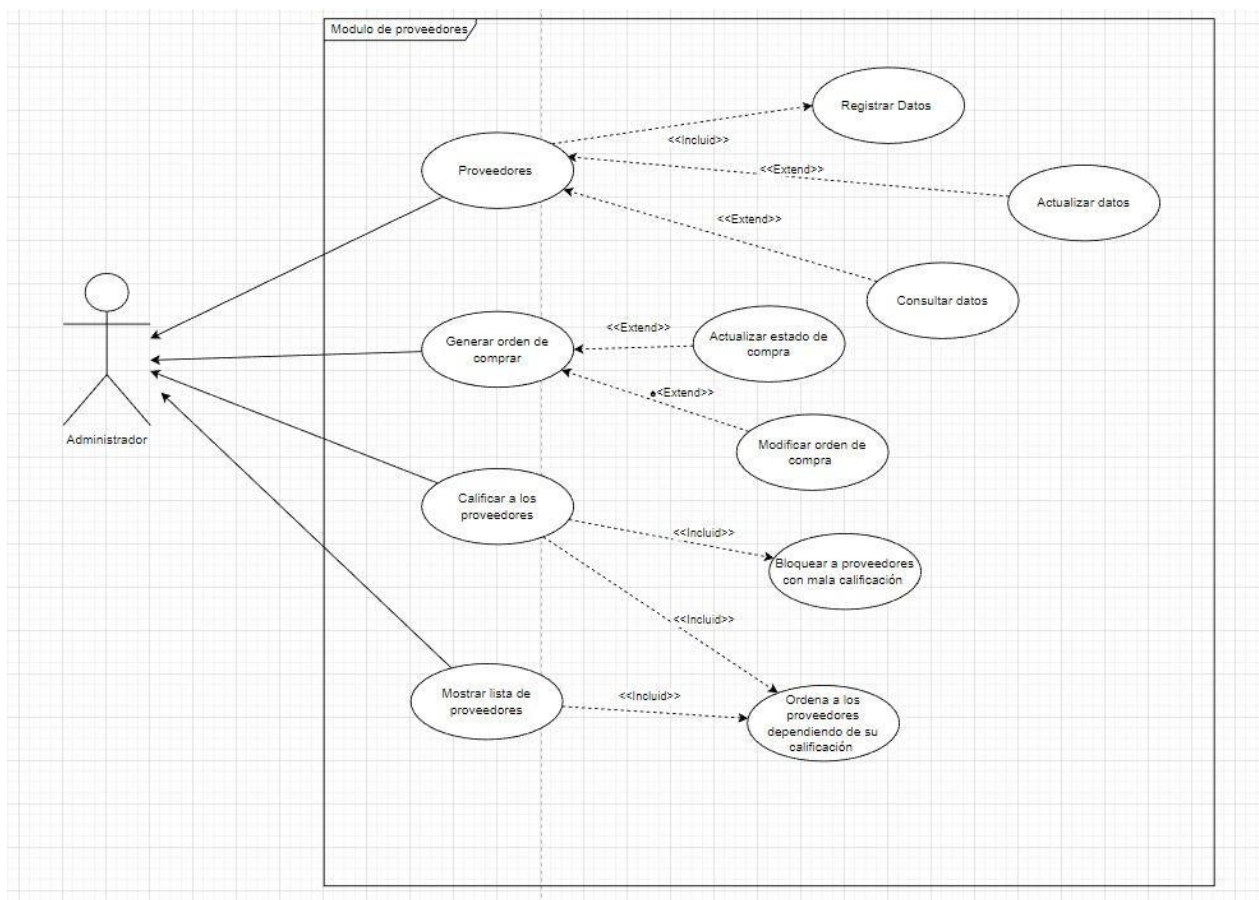 Modulo de proveedores
Registrar Datos
<<Incluid>>
Proveedores
<<Extend>>
Actualizar datos
<<Extend>>
Consultar datos
Generar orden de
comprar
<<Extend>>
Actualizar estado de
compra
<Extend>>
Modificar orden de
compra
Administrador
Calificar a los
proveedores
<<Incluid>>
Bloquear a proveedores
con mala calificación
<<Incluid>>
Mostrar lista de
proveedores
<<Incluid>>
Ordena a los
proveedores
dependiendo de su
calificación